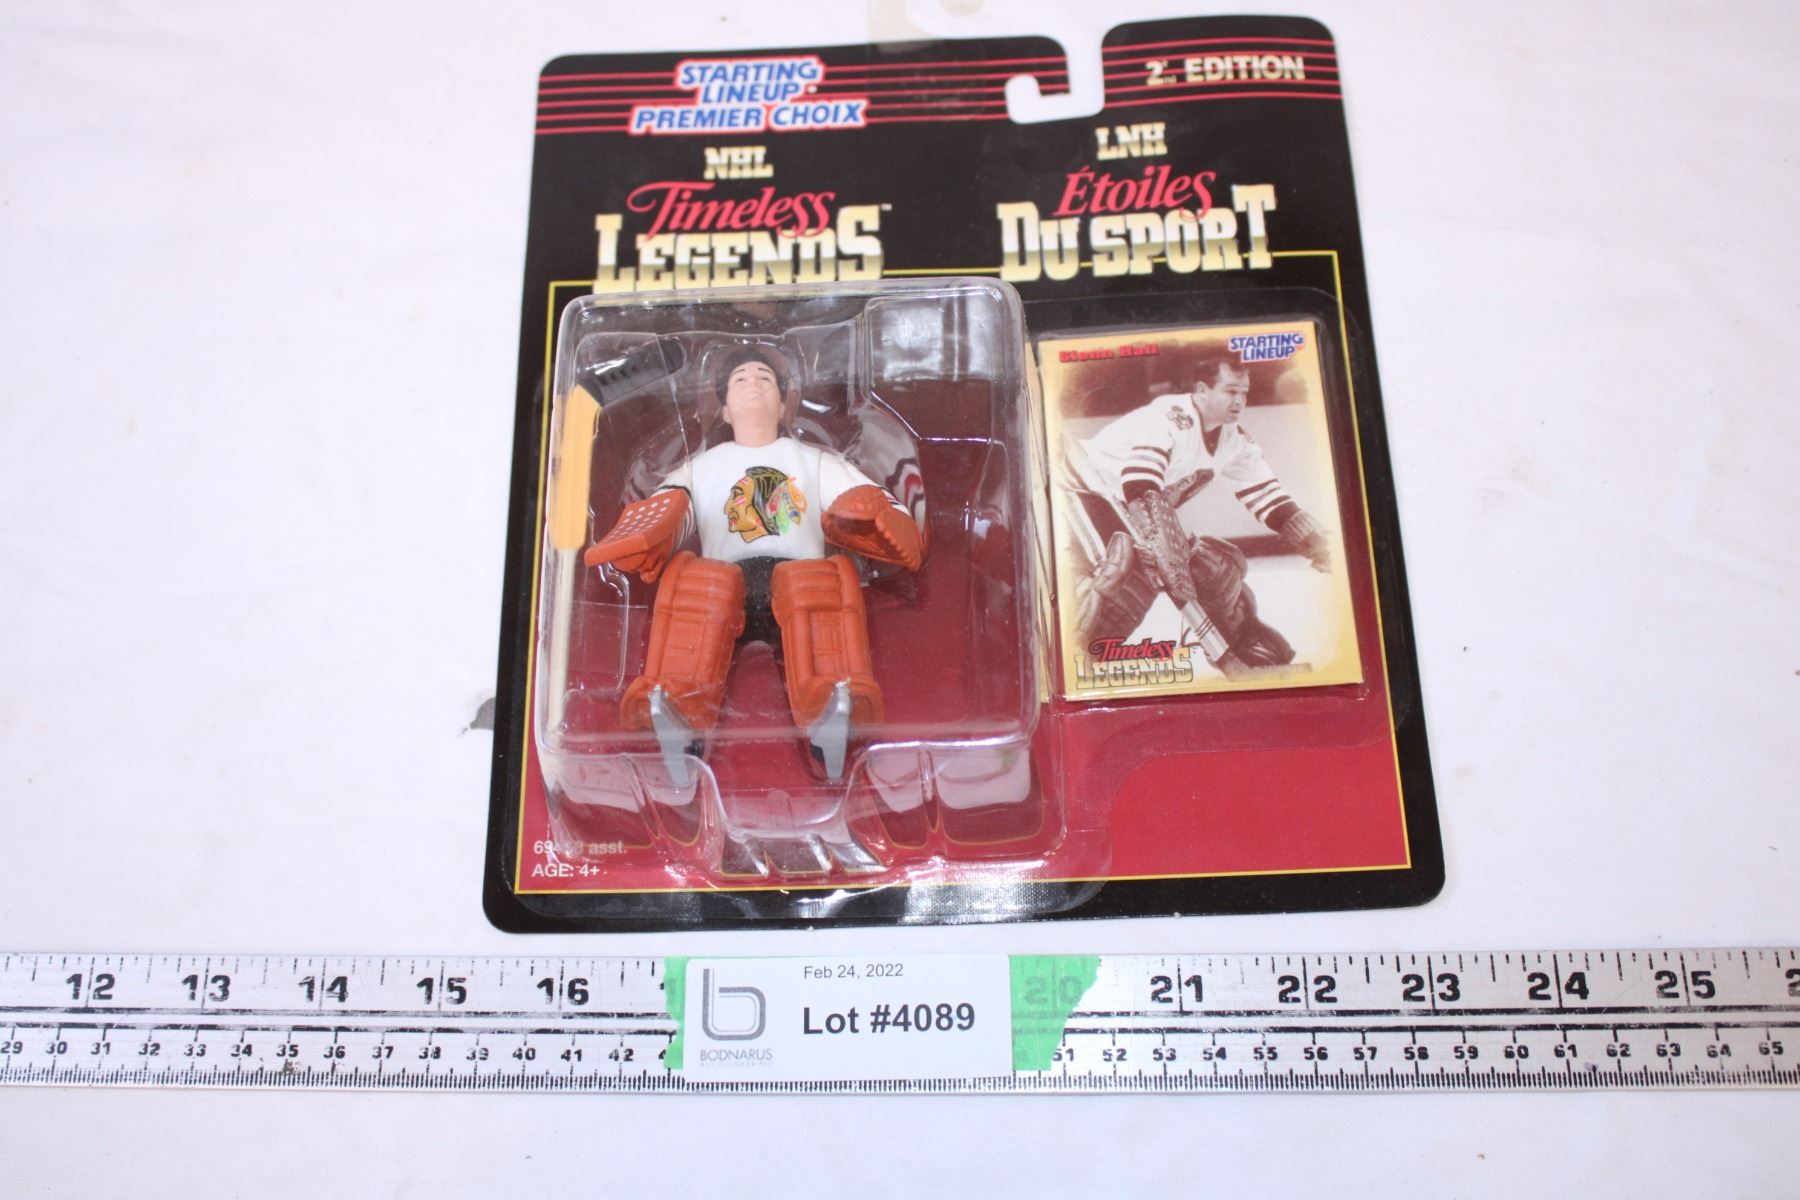 STARTING
LINEUP
PREMIER CHOIX
2nd EDITION
NHL
Timeless
LEGENDS™
LNH
Étoiles
DU SPORT
Glenn Hall
STARTING
LINEUP
Timeless
LEGENDS
asst.
AGE: 4+
12 13 14 15 16 20 21 22 23 24 25
29 30 31 32 33 34 35 36 37 38 39 40 41 42 51 52 53 54 55 56 57 58 59 60 61 62 63 64 65
Feb 24, 2022
Lot #4089
BODNARUS
AUCTIONEERING